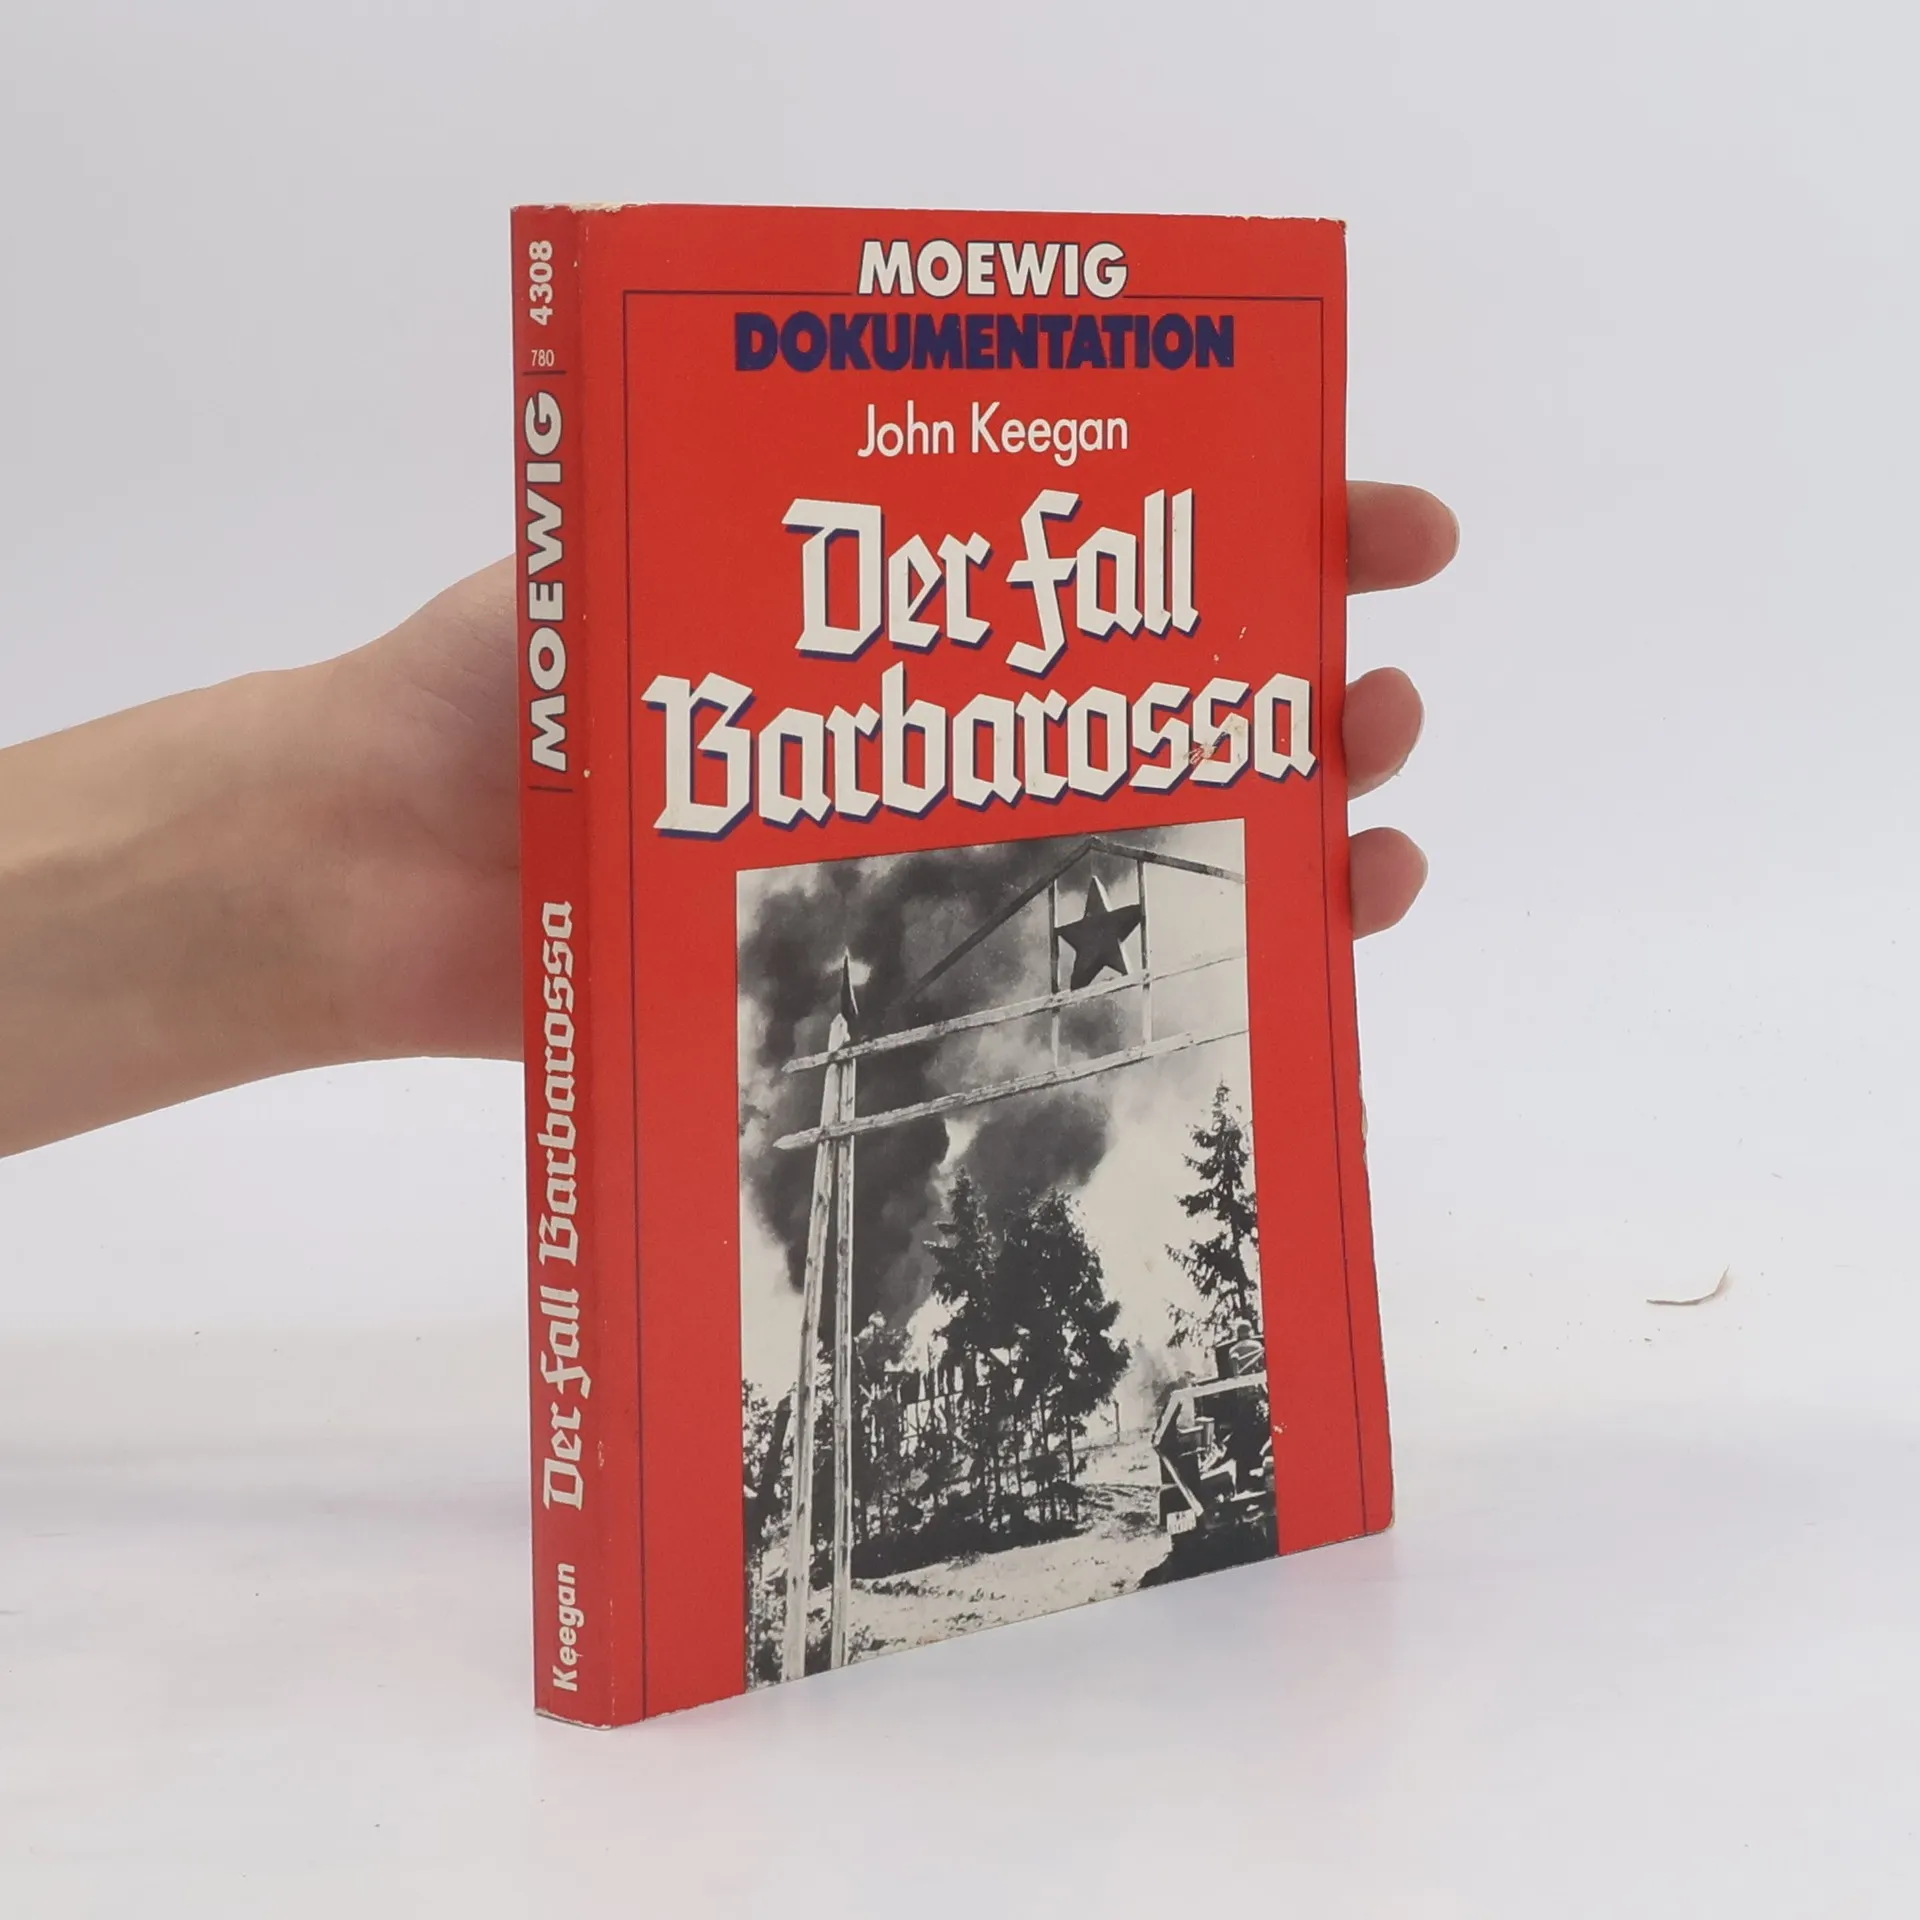 MOEWIG
DOKUMENTATION
John Keegan
Der Fall
Barbarossa
Keegan Der Fall Barbarossa MOEWIG 780 4308